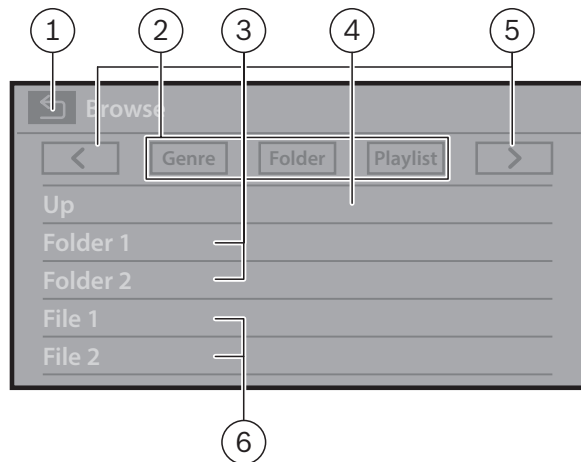 1 2 3 4 5
Browse
< Genre Folder Playlist >
Up
Folder 1
Folder 2
File 1
File 2
6